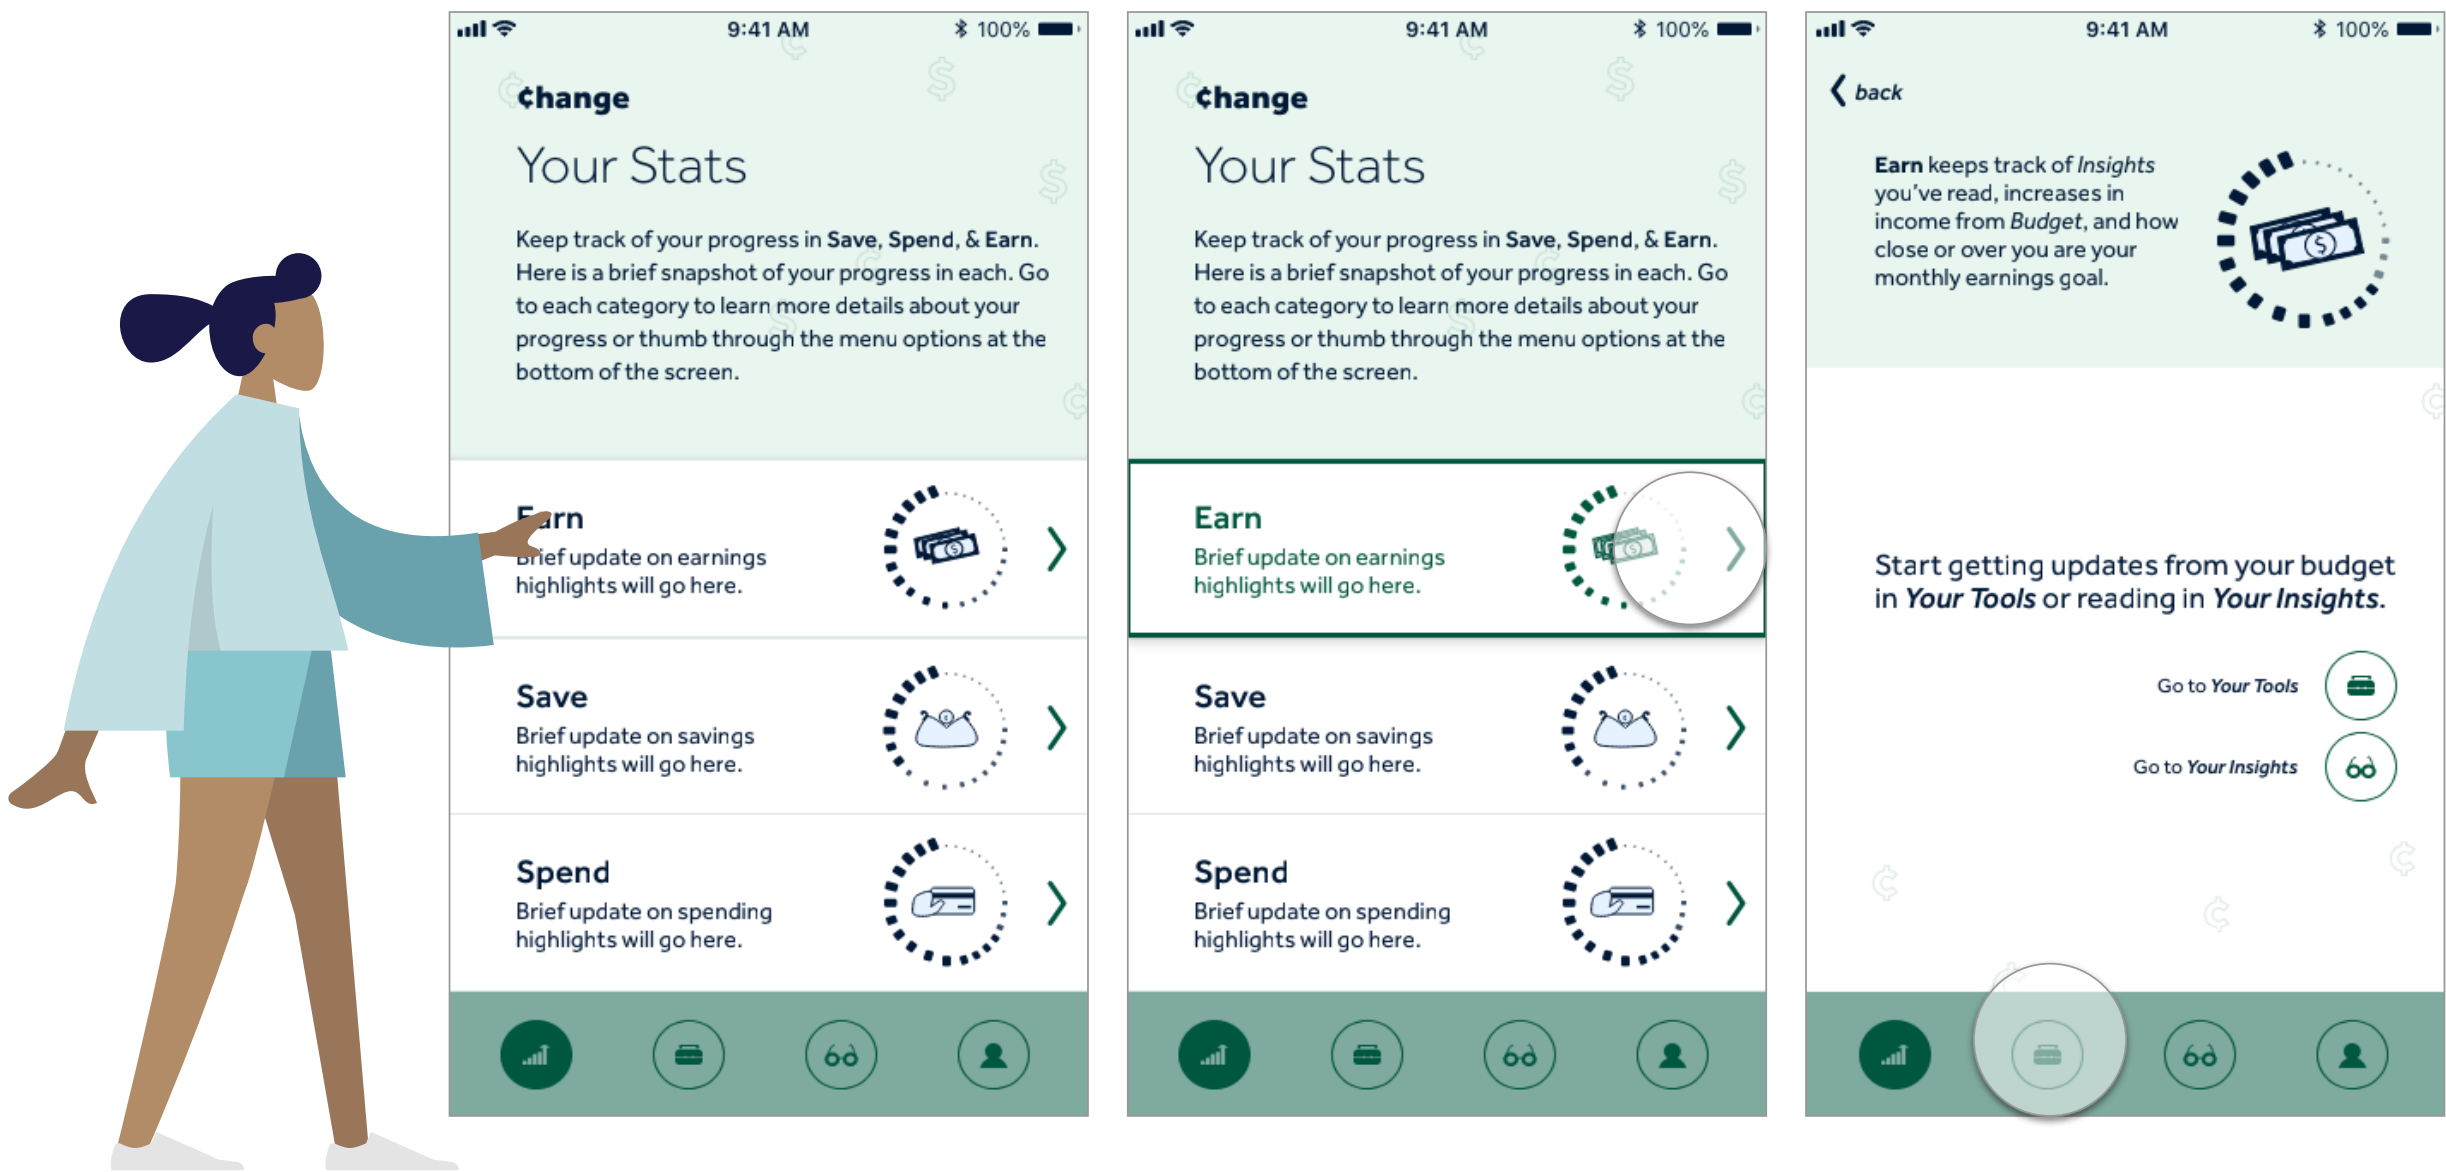 9:41 AM
100%
¢hange
Your Stats
Keep track of your progress in Save, Spend, & Earn.
Here is a brief snapshot of your progress in each. Go
to each category to learn more details about your
progress or thumb through the menu options at the
bottom of the screen.
Earn
Brief update on earnings
highlights will go here.
Save
Brief update on savings
highlights will go here.
Spend
Brief update on spending
highlights will go here.
9:41 AM
100%
¢hange
Your Stats
Keep track of your progress in Save, Spend, & Earn.
Here is a brief snapshot of your progress in each. Go
to each category to learn more details about your
progress or thumb through the menu options at the
bottom of the screen.
Earn
Brief update on earnings
highlights will go here.
Save
Brief update on savings
highlights will go here.
Spend
Brief update on spending
highlights will go here.
9:41 AM
100%
back
Earn keeps track of Insights
you've read, increases in
income from Budget, and how
close or over you are your
monthly earnings goal.
Start getting updates from your budget
in Your Tools or reading in Your Insights.
Go to Your Tools
Go to Your Insights